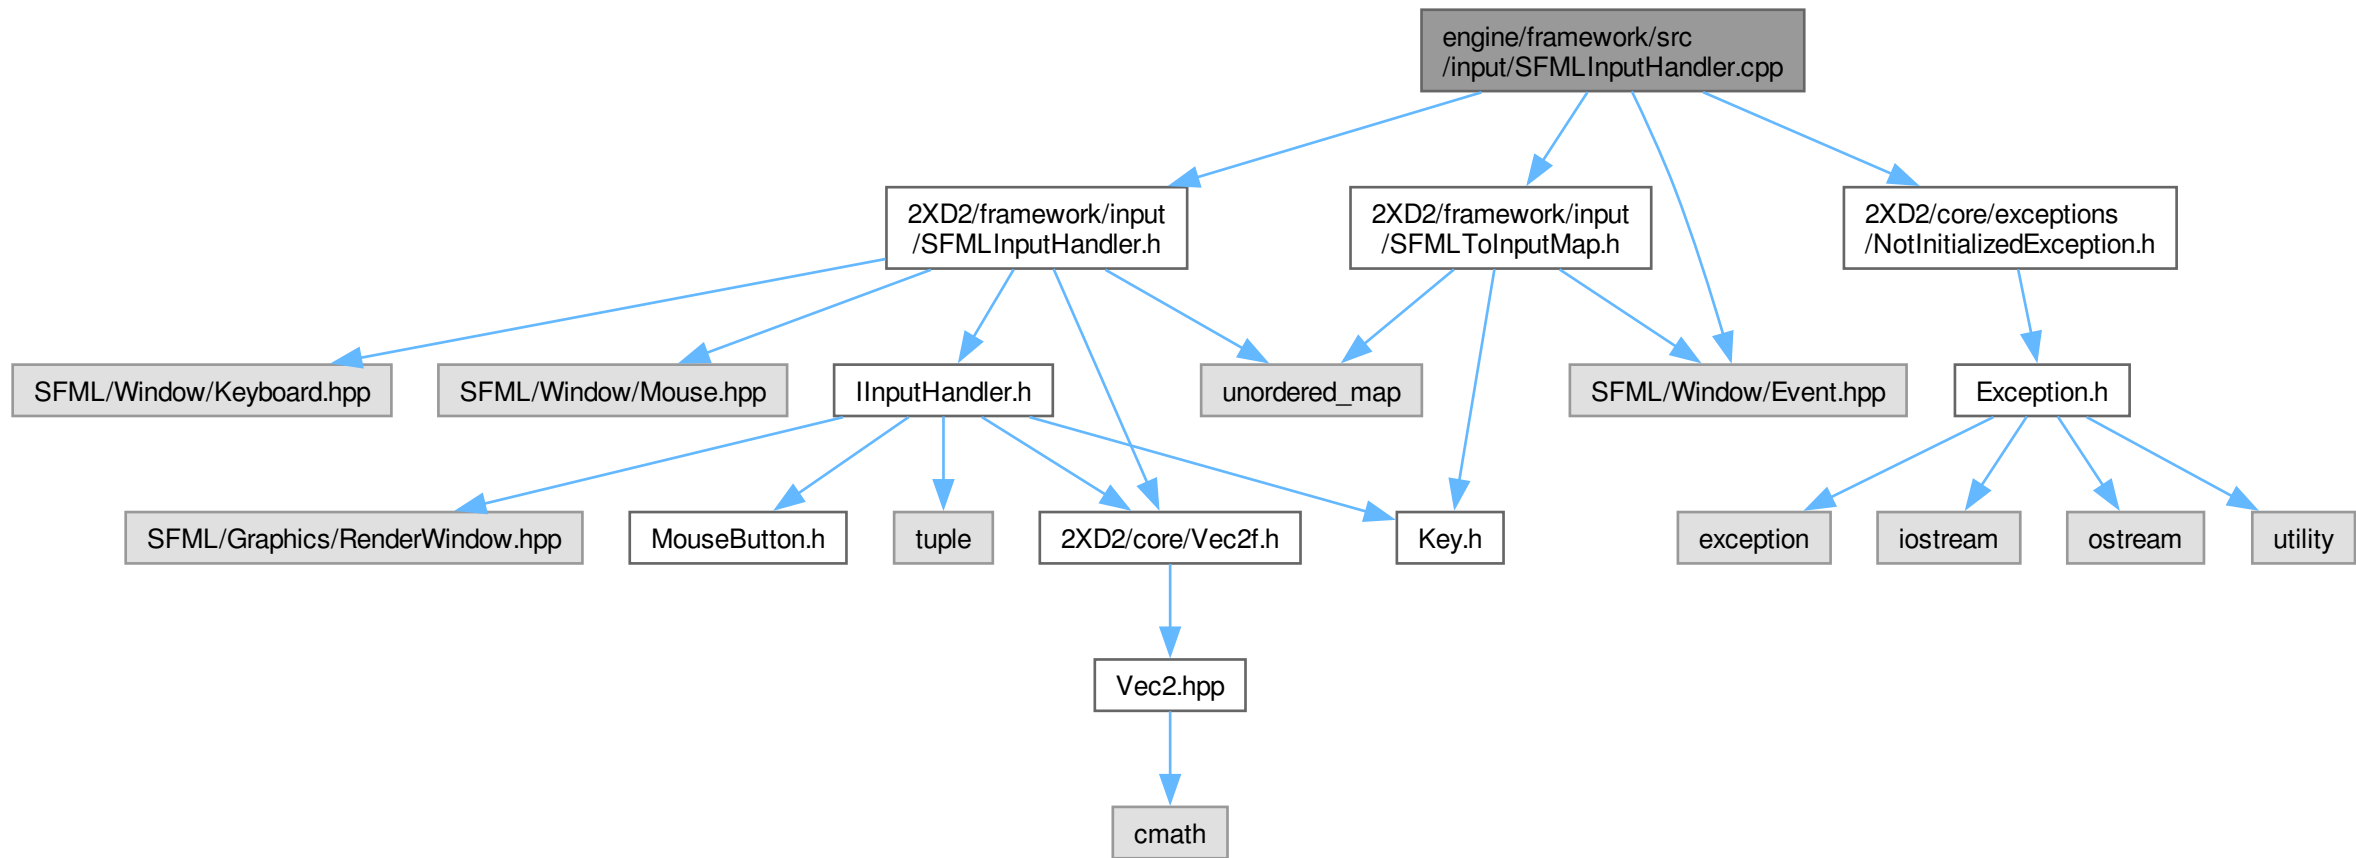 engine/framework/src
/input/SFMLInputHandler.cpp
2XD2/framework/input
/SFMLInputHandler.h
2XD2/framework/input
/SFMLToInputMap.h
2XD2/core/exceptions
/NotInitializedException.h
SFML/Window/Keyboard.hpp
SFML/Window/Mouse.hpp
IInputHandler.h
unordered_map
SFML/Window/Event.hpp
Exception.h
SFML/Graphics/RenderWindow.hpp
MouseButton.h
tuple
2XD2/core/Vec2f.h
Key.h
exception
iostream
ostream
utility
Vec2.hpp
cmath